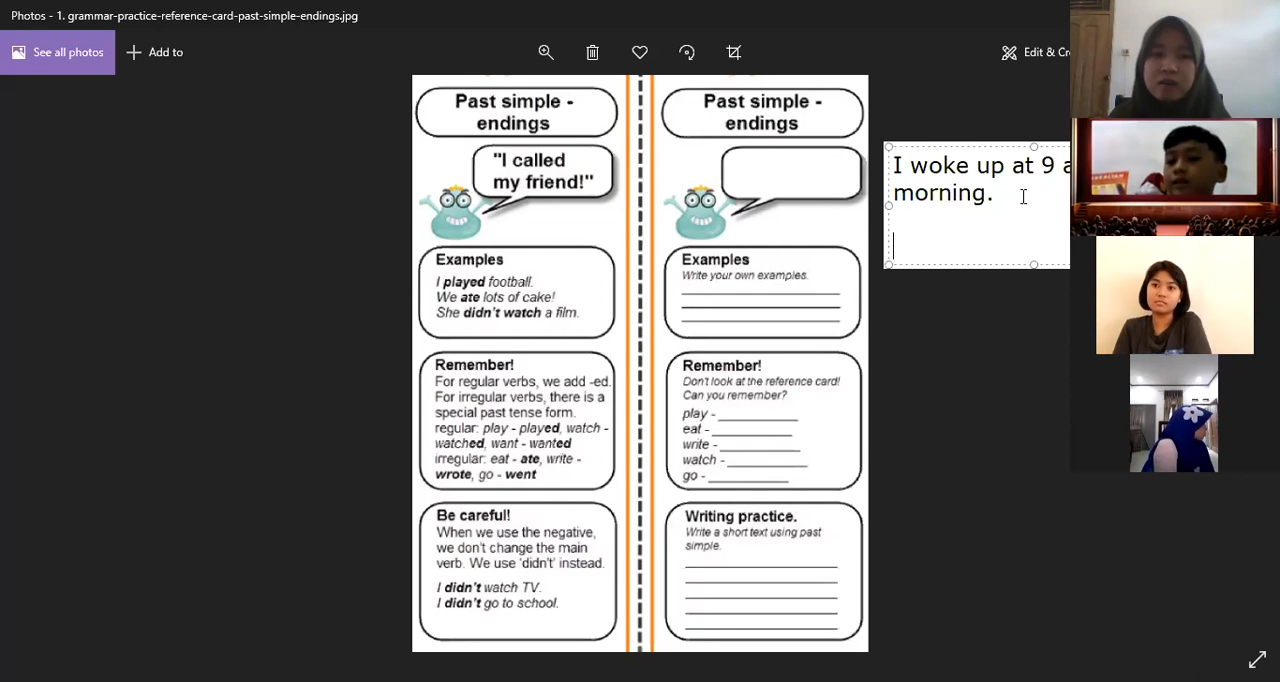 Photos - 1. grammar-practice-reference-card-past-simple-endings.jpg
See all photos
Add to
Edit & Cre
Past simple -
endings
"I called
my friend!"
Examples
I played football.
We ate lots of cake!
She didn't watch a film.
Remember!
For regular verbs, we add -ed.
For irregular verbs, there is a
special past tense form.
regular: play - played, watch -
watched, want - wanted
irregular: eat - ate, write -
wrote, go - went
Be careful!
When we use the negative,
we don't change the main
verb. We use 'didn't' instead.
I didn't watch TV.
I didn't go to school.
Past simple -
endings
Examples
Write your own examples.
Remember!
Don't look at the reference card!
Can you remember?
play -
eat -
write -
watch -
go -
Writing practice.
Write a short text using past
simple.
I woke up at 9 a
morning.